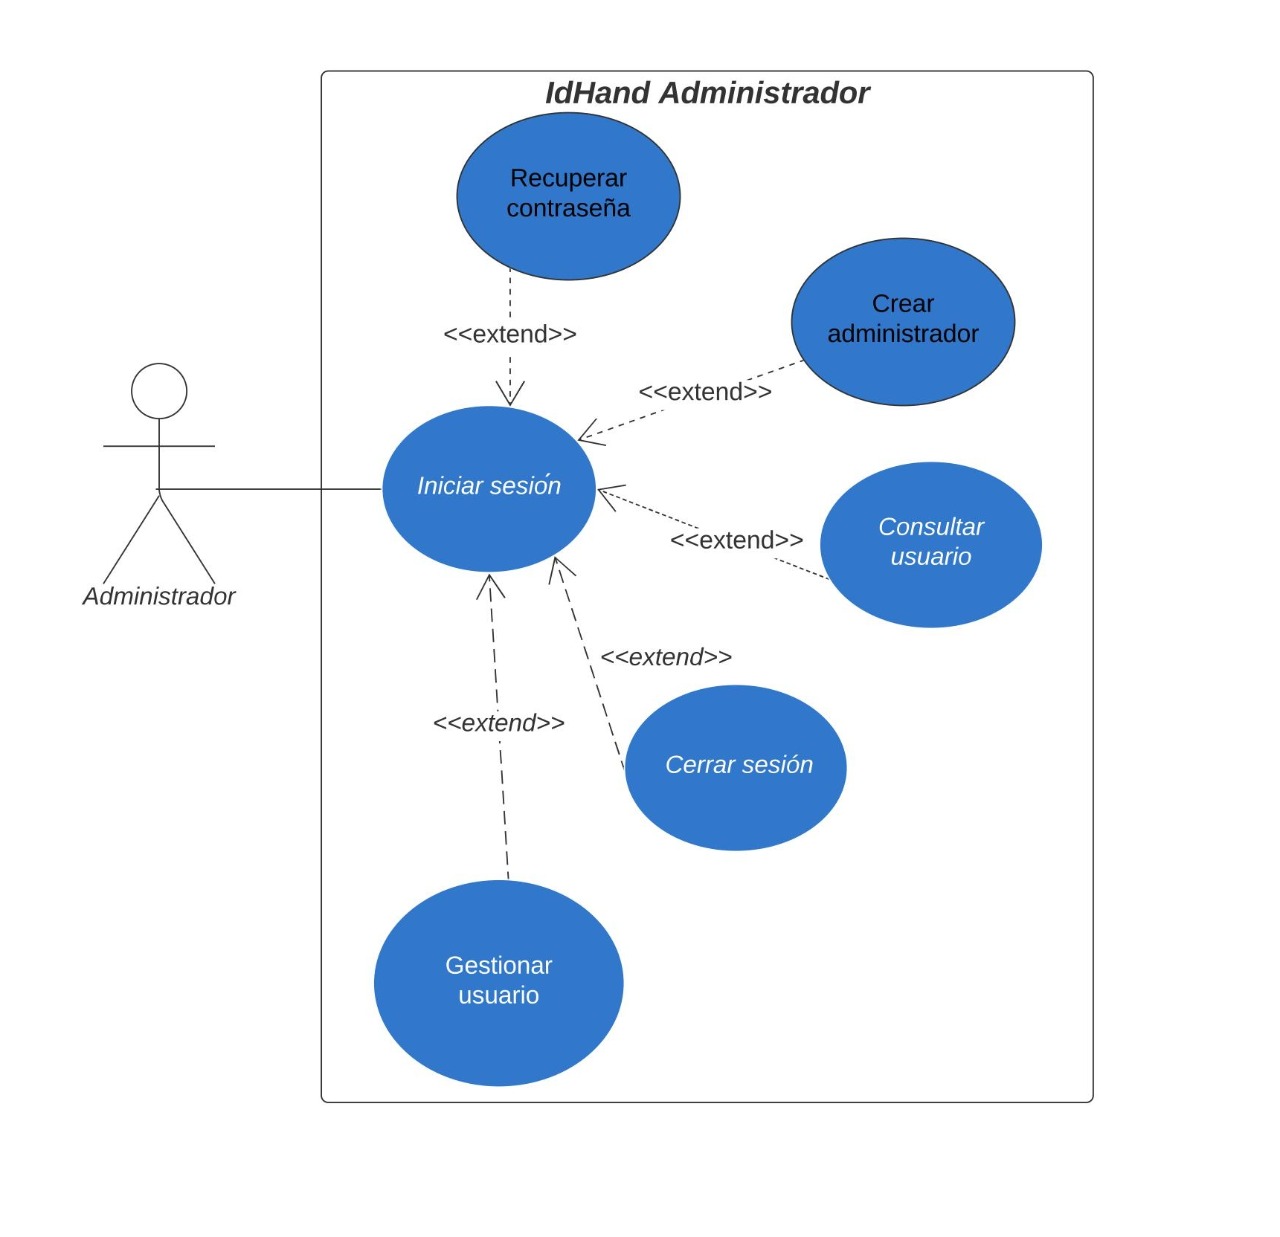 IdHand Administrador
Recuperar
contraseña
<<extend>>
Crear
administrador
<<extend>>
Iniciar sesión
Consultar
usuario
<<extend>>
Administrador
<<extend>>
<<extend>>
Cerrar sesión
Gestionar
usuario